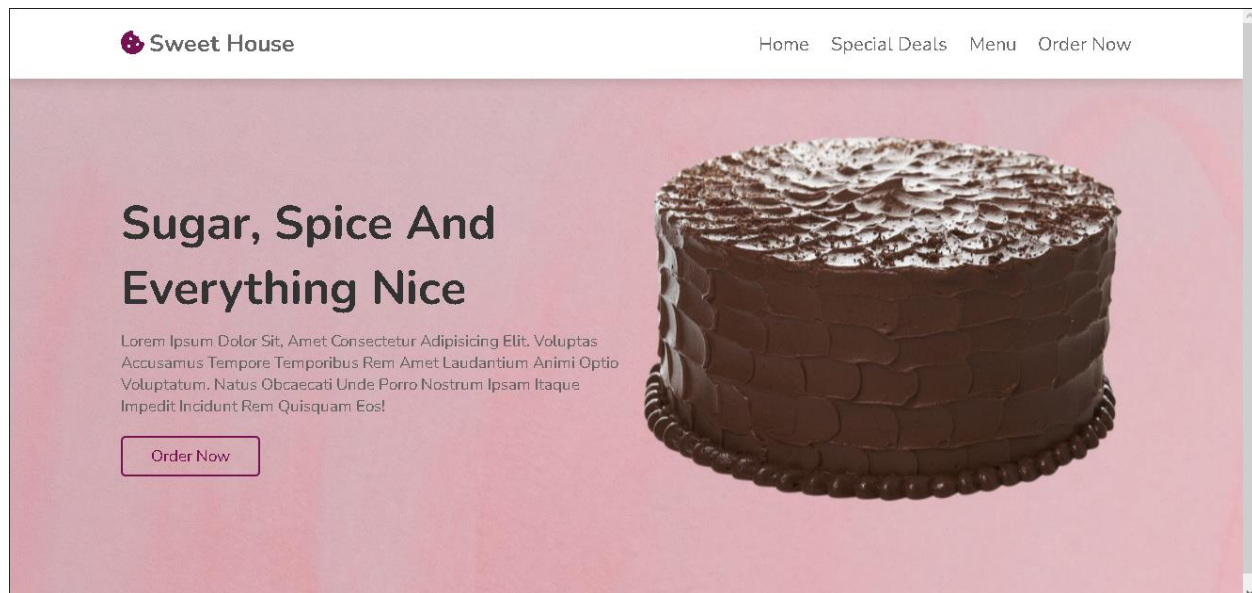 Sweet House
Home Special Deals Menu Order Now
Sugar, Spice And
Everything Nice
Lorem Ipsum Dolor Sit, Amet Consectetur Adipisicing Elit. Voluptas
Accusamus Tempore Temporibus Rem Amet Laudantium Animi Optio
Voluptatum. Natus Obcaecati Unde Porro Nostrum Ipsam Itaque
Impedit Incidunt Rem Quisquam Eos!
Order Now